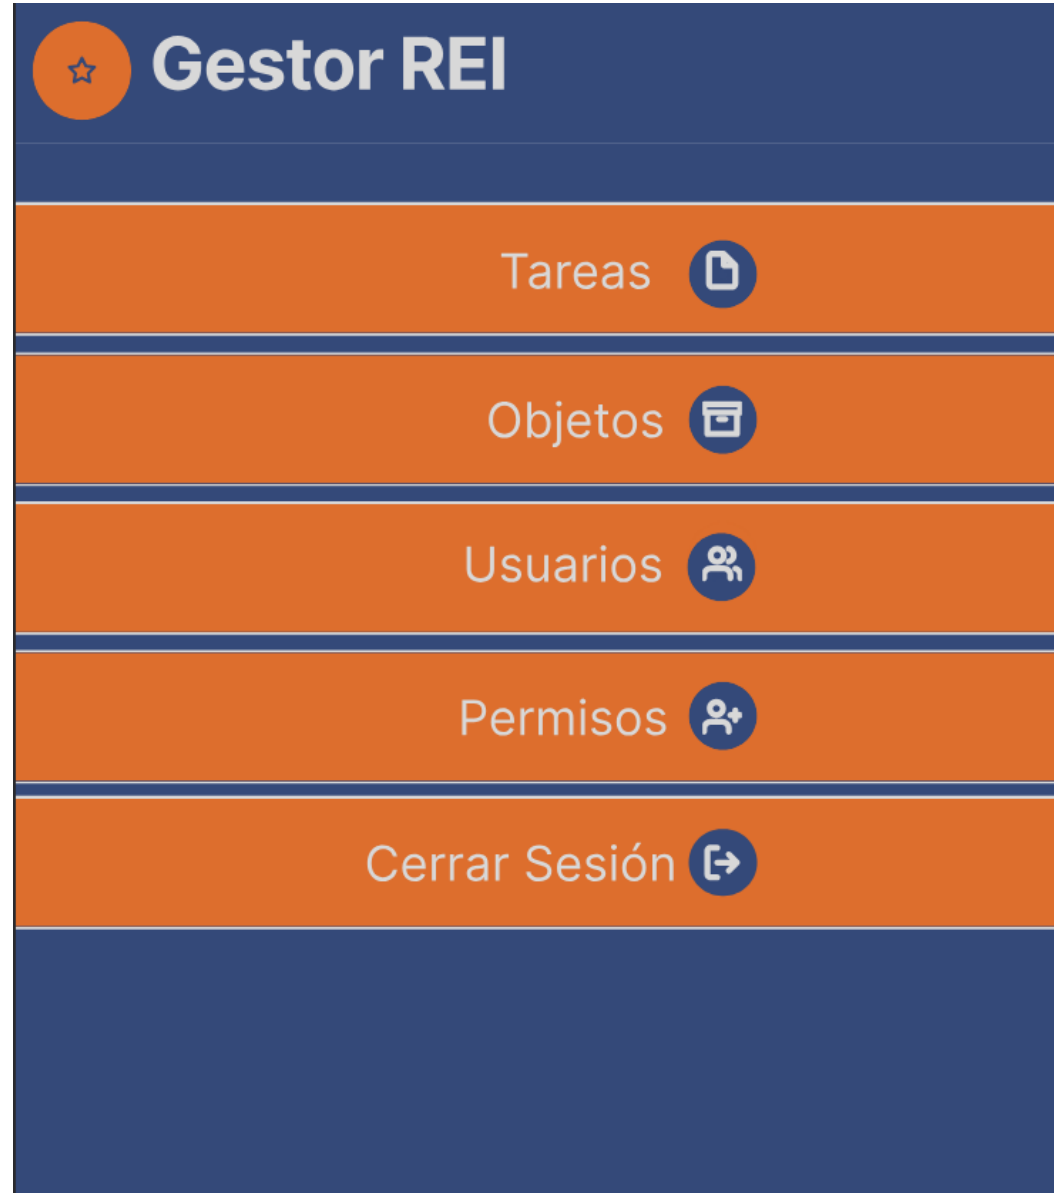 Gestor REI
Tareas
Objetos
Usuarios
Permisos
Cerrar Sesión